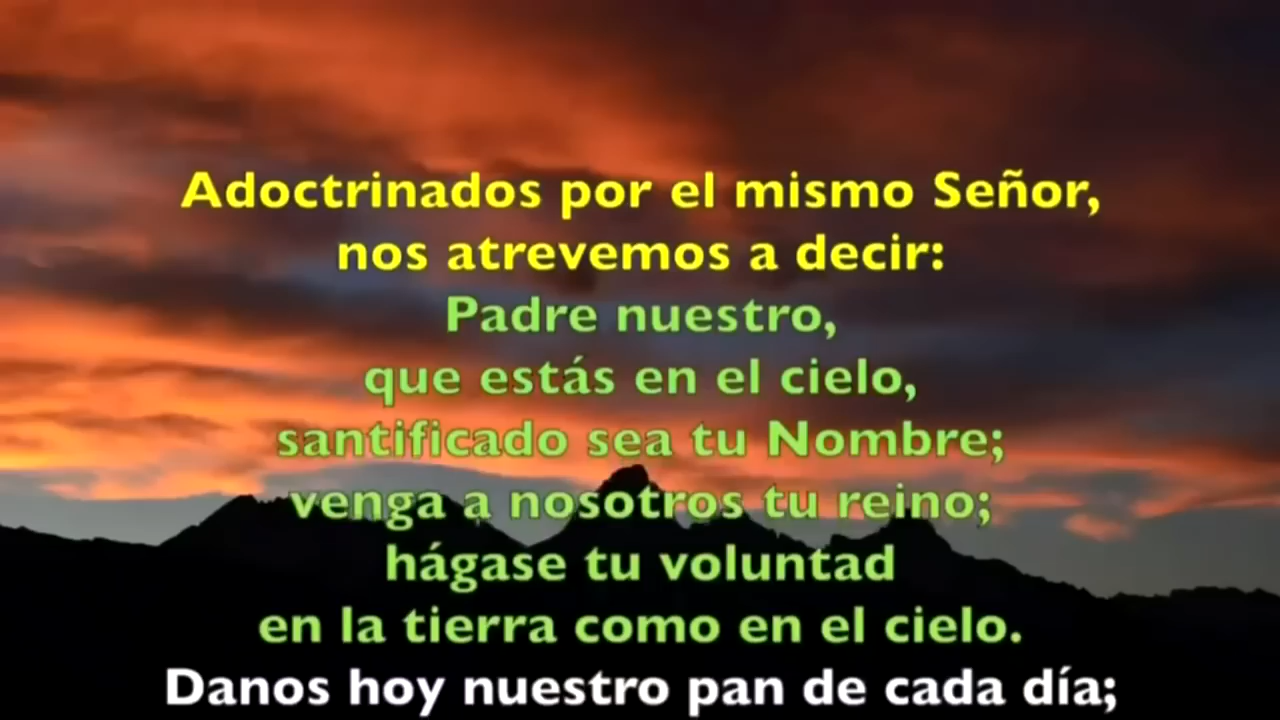 Adoctrinados por el mismo Señor,
nos atrevemos a decir:
Padre nuestro,
que estás en el cielo,
santificado sea tu Nombre;
venga a nosotros tu reino;
hágase tu voluntad
en la tierra como en el cielo.
Danos hoy nuestro pan de cada día;